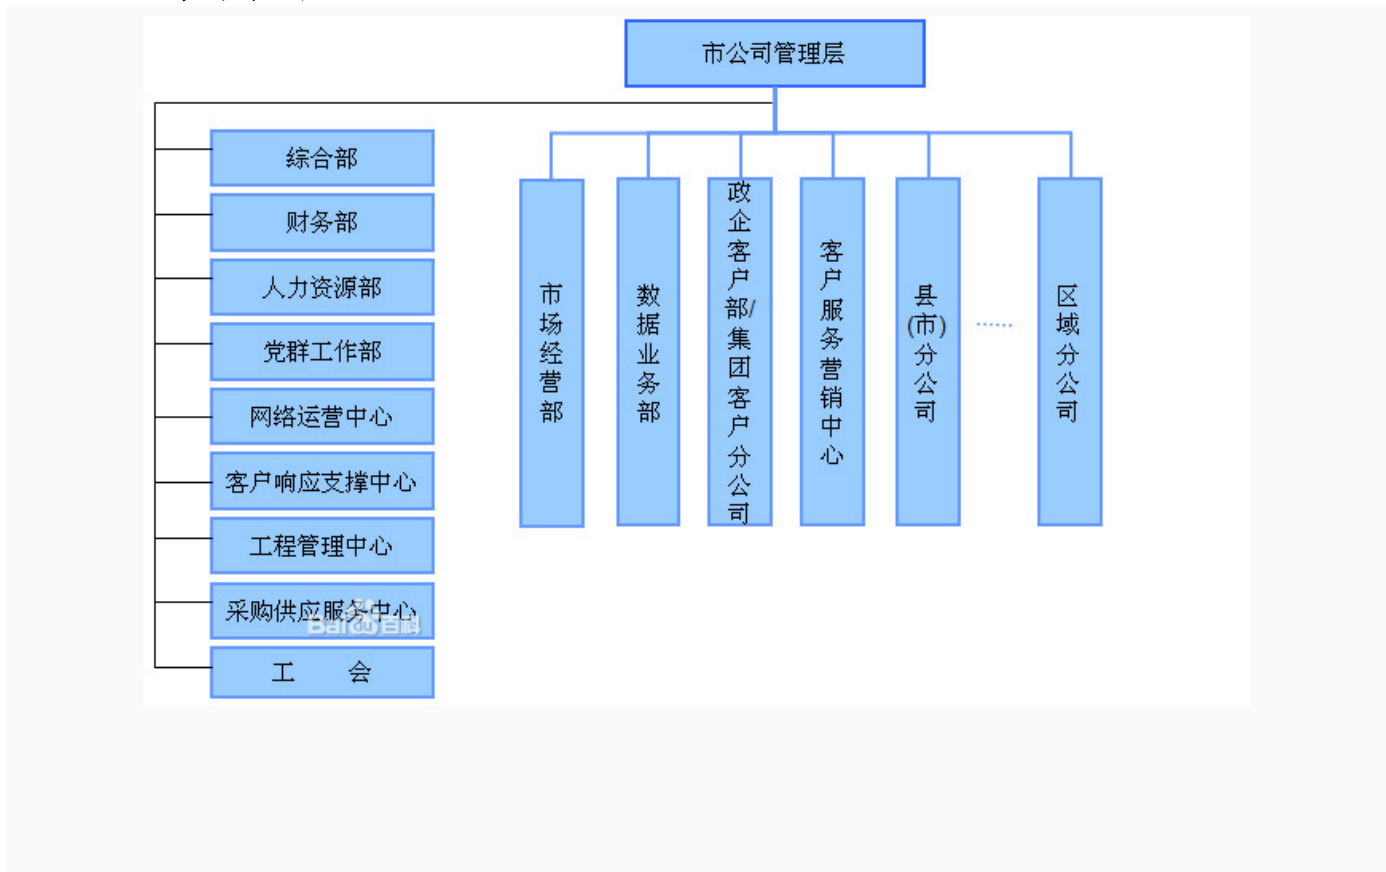 市公司管理层
综合部
财务部
人力资源部
党群工作部
网络运营中心
客户响应支撑中心
工程管理中心
采购供应服务中心
Baidu百科
工 会
市场经营部
数据业务部
政企客户部/集团客户分公司
客户服务营销中心
县(市)分公司
……
区域分公司